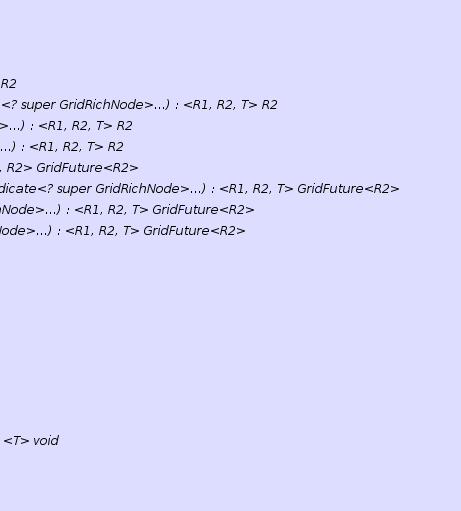 R2
<? super GridRichNode>...) : <R1, R2, T> R2
>...) : <R1, R2, T> R2
...) : <R1, R2, T> R2
, R2> GridFuture<R2>
dicate<? super GridRichNode>...) : <R1, R2, T> GridFuture<R2>
Node>...) : <R1, R2, T> GridFuture<R2>
Node>...) : <R1, R2, T> GridFuture<R2>
<T> void